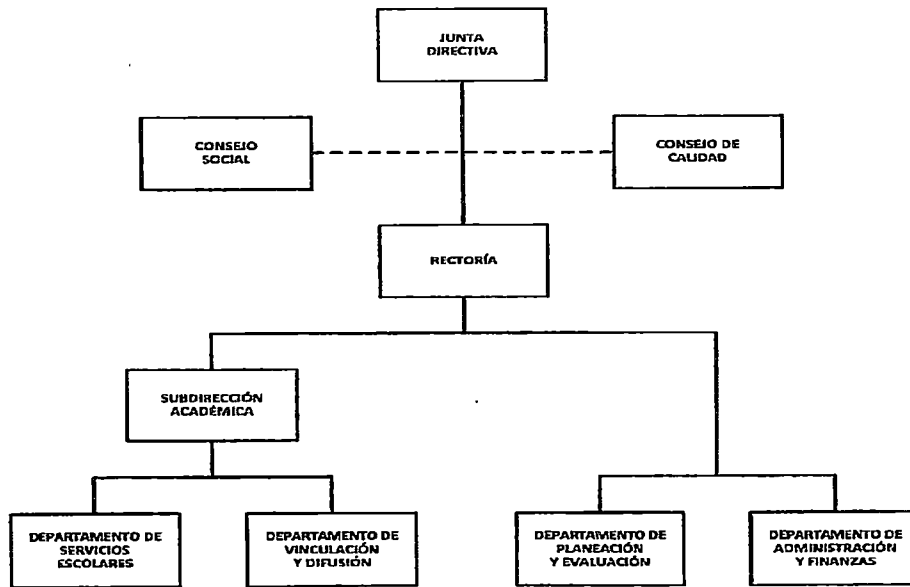 JUNTA
DIRECTIVA
CONSEJO
SOCIAL
CONSEJO DE
CALIDAD
RECTORÍA
SUBDIRECCIÓN
ACADÉMICA
DEPARTAMENTO DE
SERVICIOS
ESCOLARES
DEPARTAMENTO DE
VINCULACIÓN
Y DIFUSIÓN
DEPARTAMENTO DE
PLANEACIÓN
Y EVALUACIÓN
DEPARTAMENTO DE
ADMINISTRACIÓN
Y FINANZAS